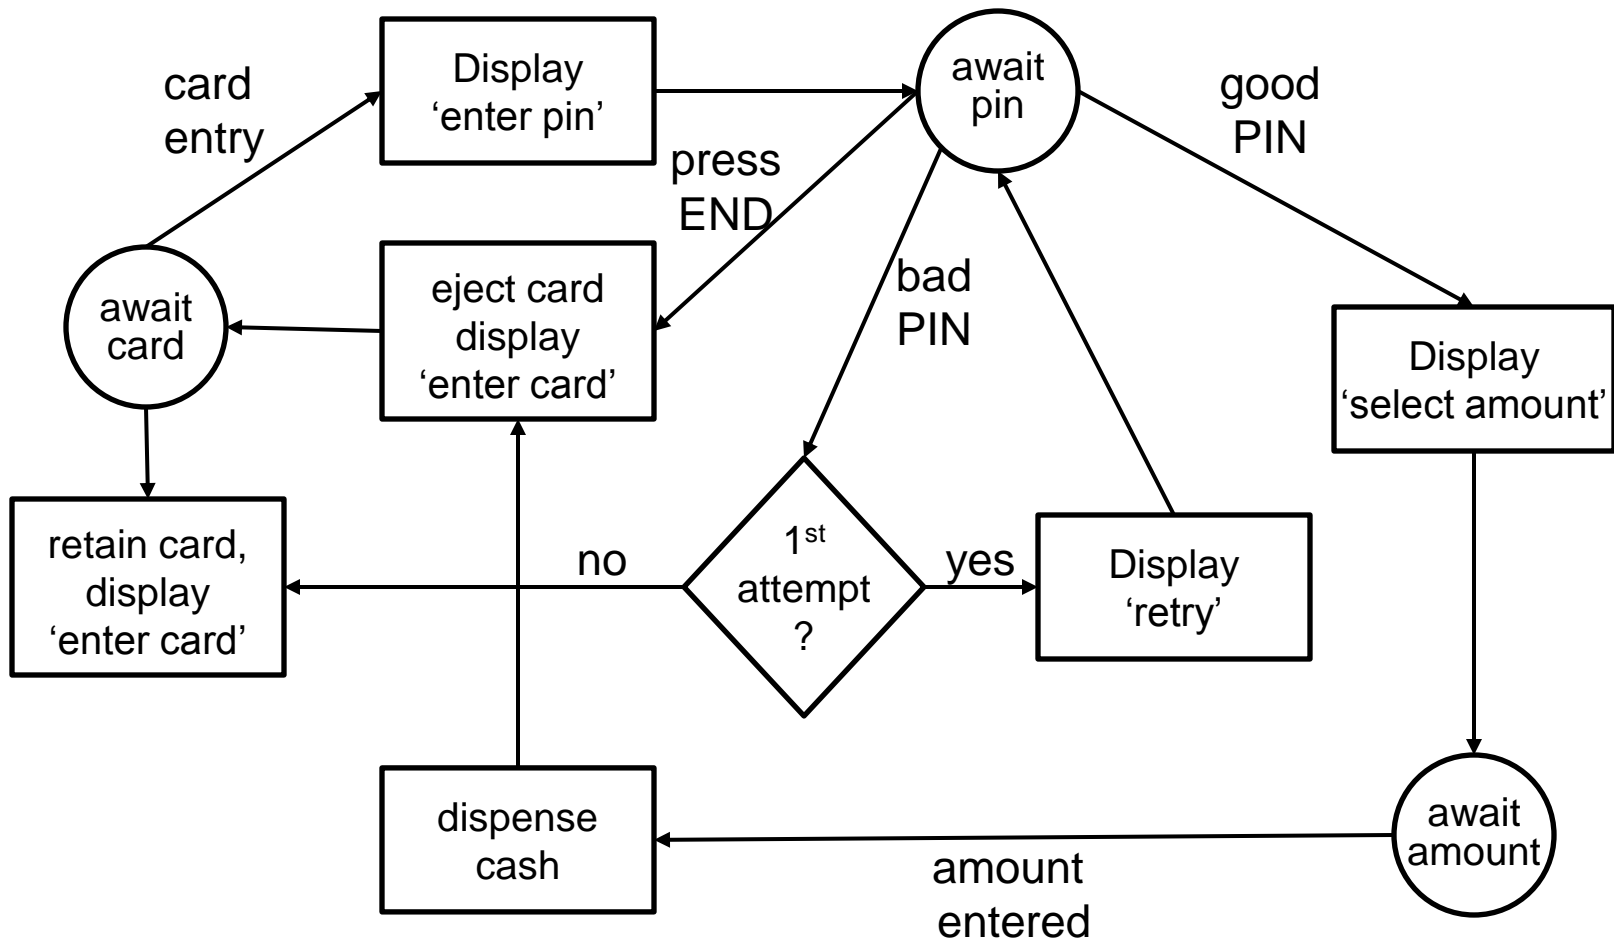 card
entry
Display
‘enter pin’
await
pin
good
PIN
press
END
eject card
display
‘enter card’
await
card
bad
PIN
Display
‘select amount’
retain card,
display
‘enter card’
no
1st
attempt
?
yes
Display
‘retry’
dispense
cash
amount
entered
await
amount